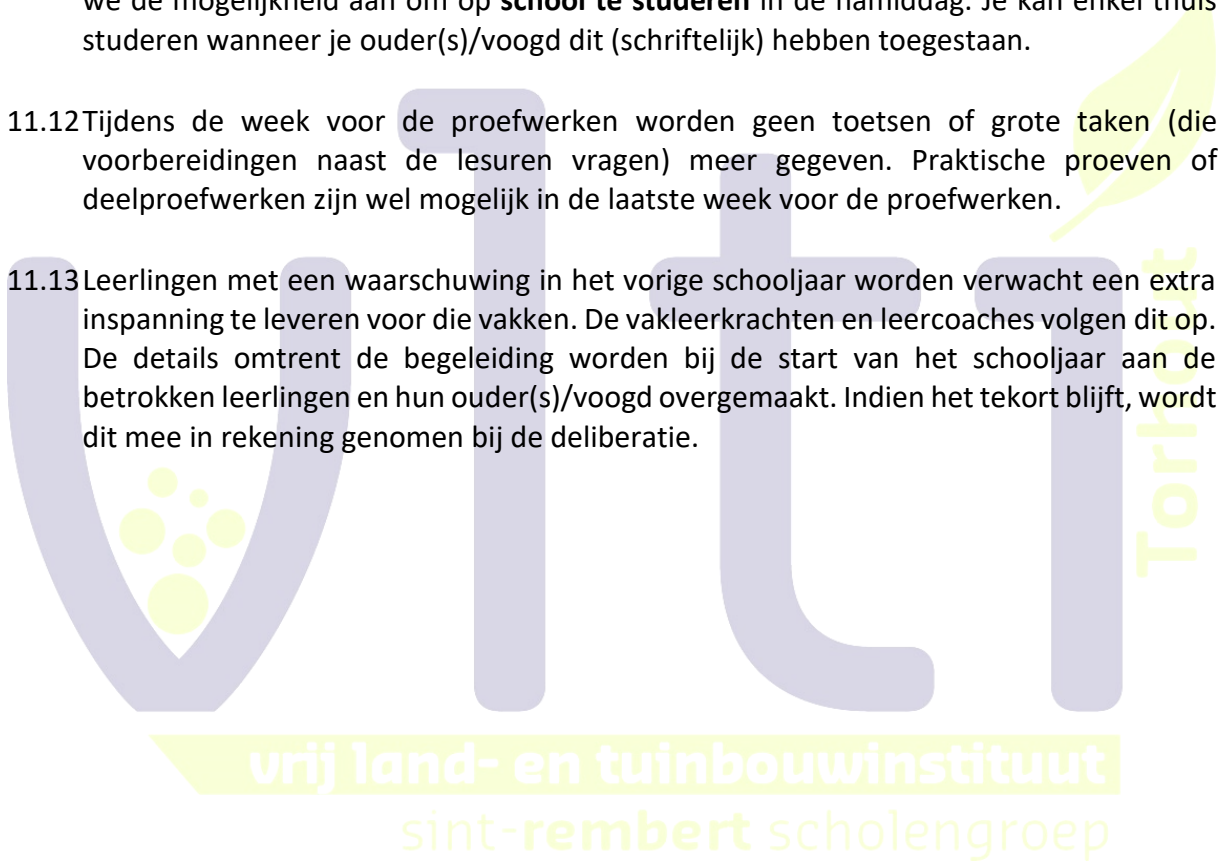 we de mogelijkheid aan om op school te studeren in de namiddag. Je kan enkel thuis
studeren wanneer je ouder(s)/voogd dit (schriftelijk) hebben toegestaan.
11.12 Tijdens de week voor de proefwerken worden geen toetsen of grote taken (die
voorbereidingen naast de lesuren vragen) meer gegeven. Praktische proeven of
deelproefwerken zijn wel mogelijk in de laatste week voor de proefwerken.
11.13 Leerlingen met een waarschuwing in het vorige schooljaar worden verwacht een extra
inspanning te leveren voor die vakken. De vakleerkrachten en leercoaches volgen dit op.
De details omtrent de begeleiding worden bij de start van het schooljaar aan de
betrokken leerlingen en hun ouder(s)/voogd overgemaakt. Indien het tekort blijft, wordt
dit mee in rekening genomen bij de deliberatie.
vlti
Torhout
vrij land- en tuinbouwinstituut
sint-rembert scholengroep